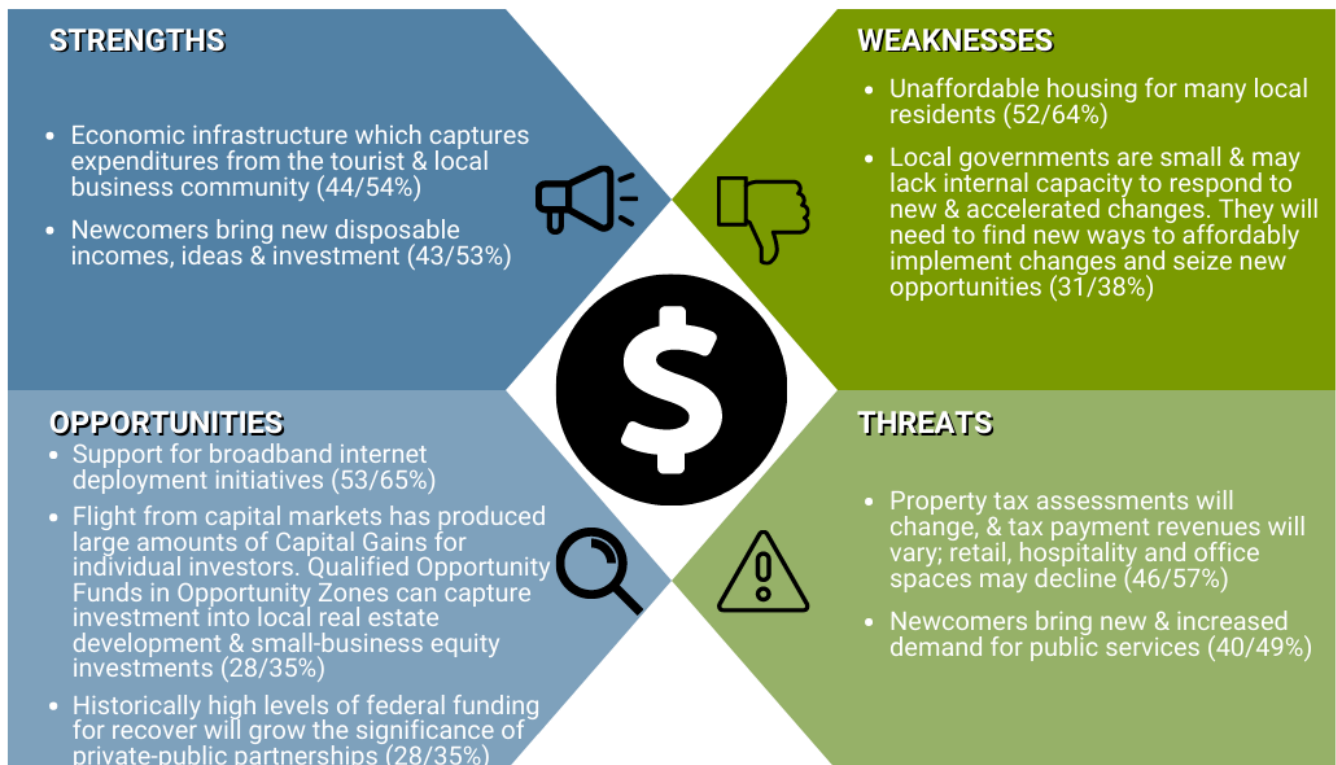 STRENGTHS
• Economic infrastructure which captures
expenditures from the tourist & local
business community (44/54%)
• Newcomers bring new disposable
incomes, ideas & investment (43/53%)
WEAKNESSES
• Unaffordable housing for many local
residents (52/64%)
• Local governments are small & may
lack internal capacity to respond to
new & accelerated changes. They will
need to find new ways to affordably
implement changes and seize new
opportunities (31/38%)
$
OPPORTUNITIES
• Support for broadband internet
deployment initiatives (53/65%)
• Flight from capital markets has produced
large amounts of Capital Gains for
individual investors. Qualified Opportunity
Funds in Opportunity Zones can capture
investment into local real estate
development & small-business equity
investments (28/35%)
• Historically high levels of federal funding
for recover will grow the significance of
private-public partnerships (28/35%)
THREATS
• Property tax assessments will
change, & tax payment revenues will
vary; retail, hospitality and office
spaces may decline (46/57%)
• Newcomers bring new & increased
demand for public services (40/49%)